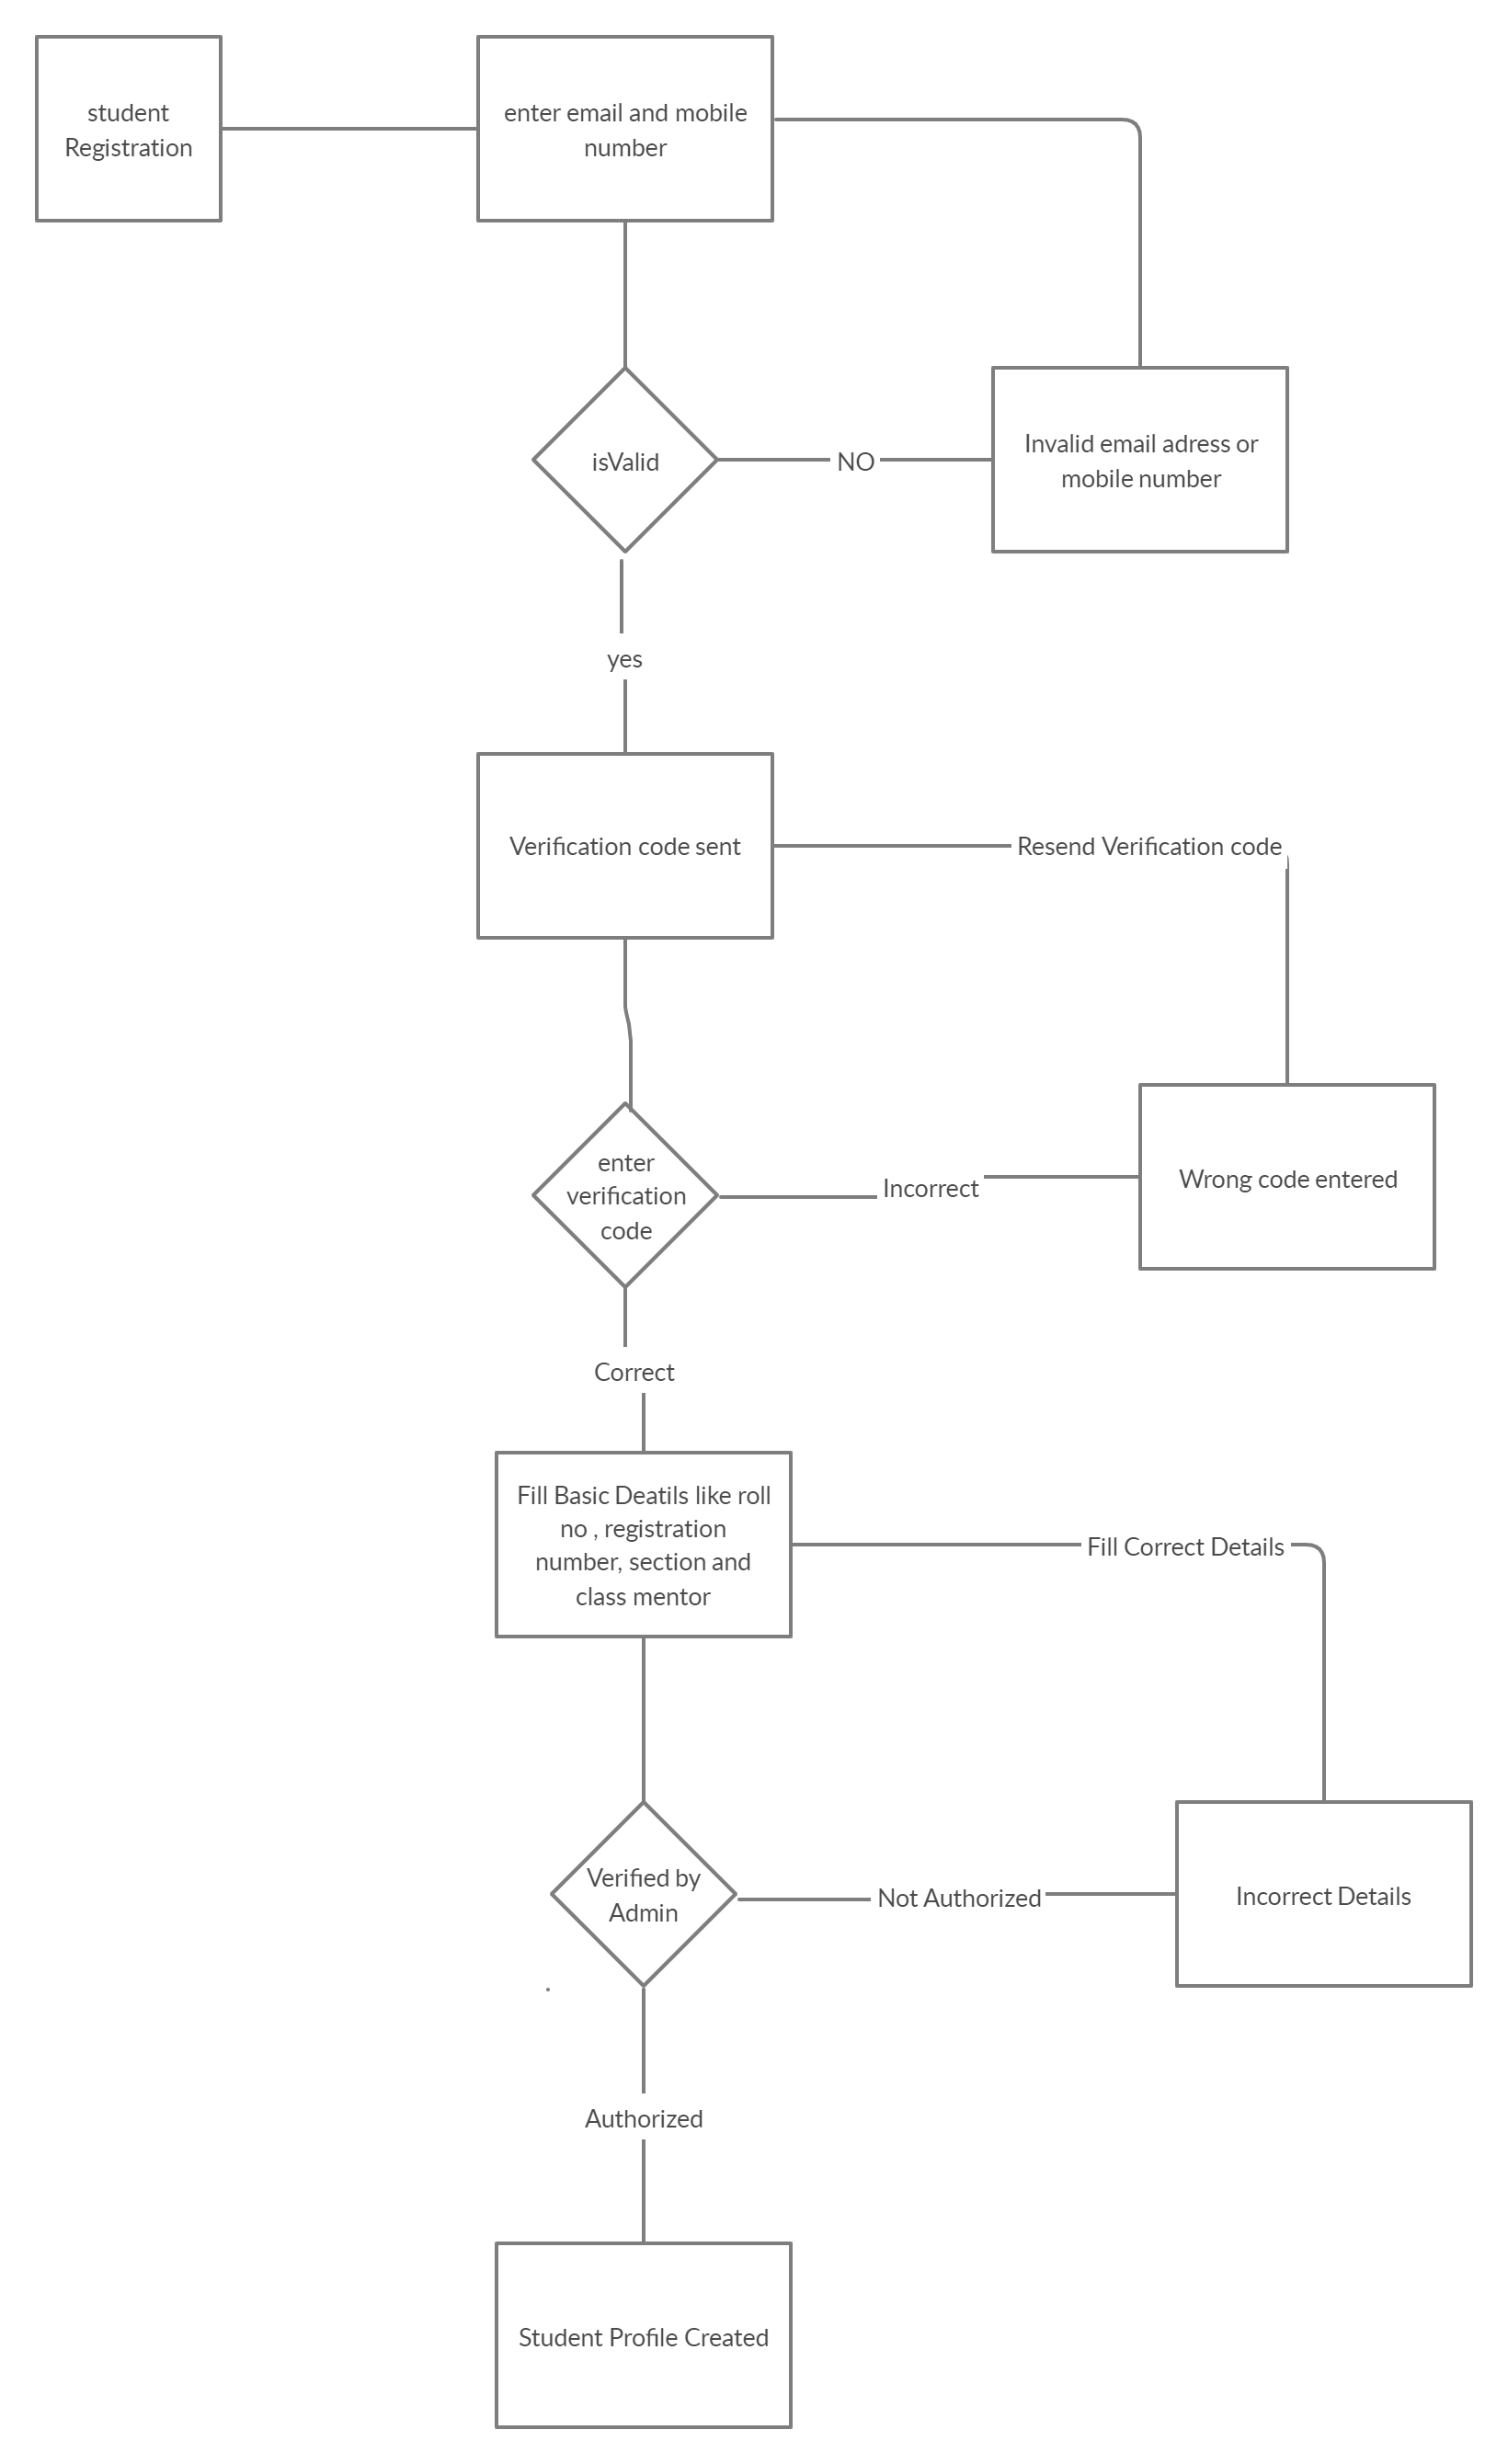 student
Registration
enter email and mobile
number
isValid
NO
Invalid email adress or
mobile number
yes
Verification code sent
Resend Verification code
enter
verification
code
Incorrect
Wrong code entered
Correct
Fill Basic Deatils like roll
no , registration
number, section and
class mentor
Fill Correct Details
Verified by
Admin
Not Authorized
Incorrect Details
Authorized
Student Profile Created